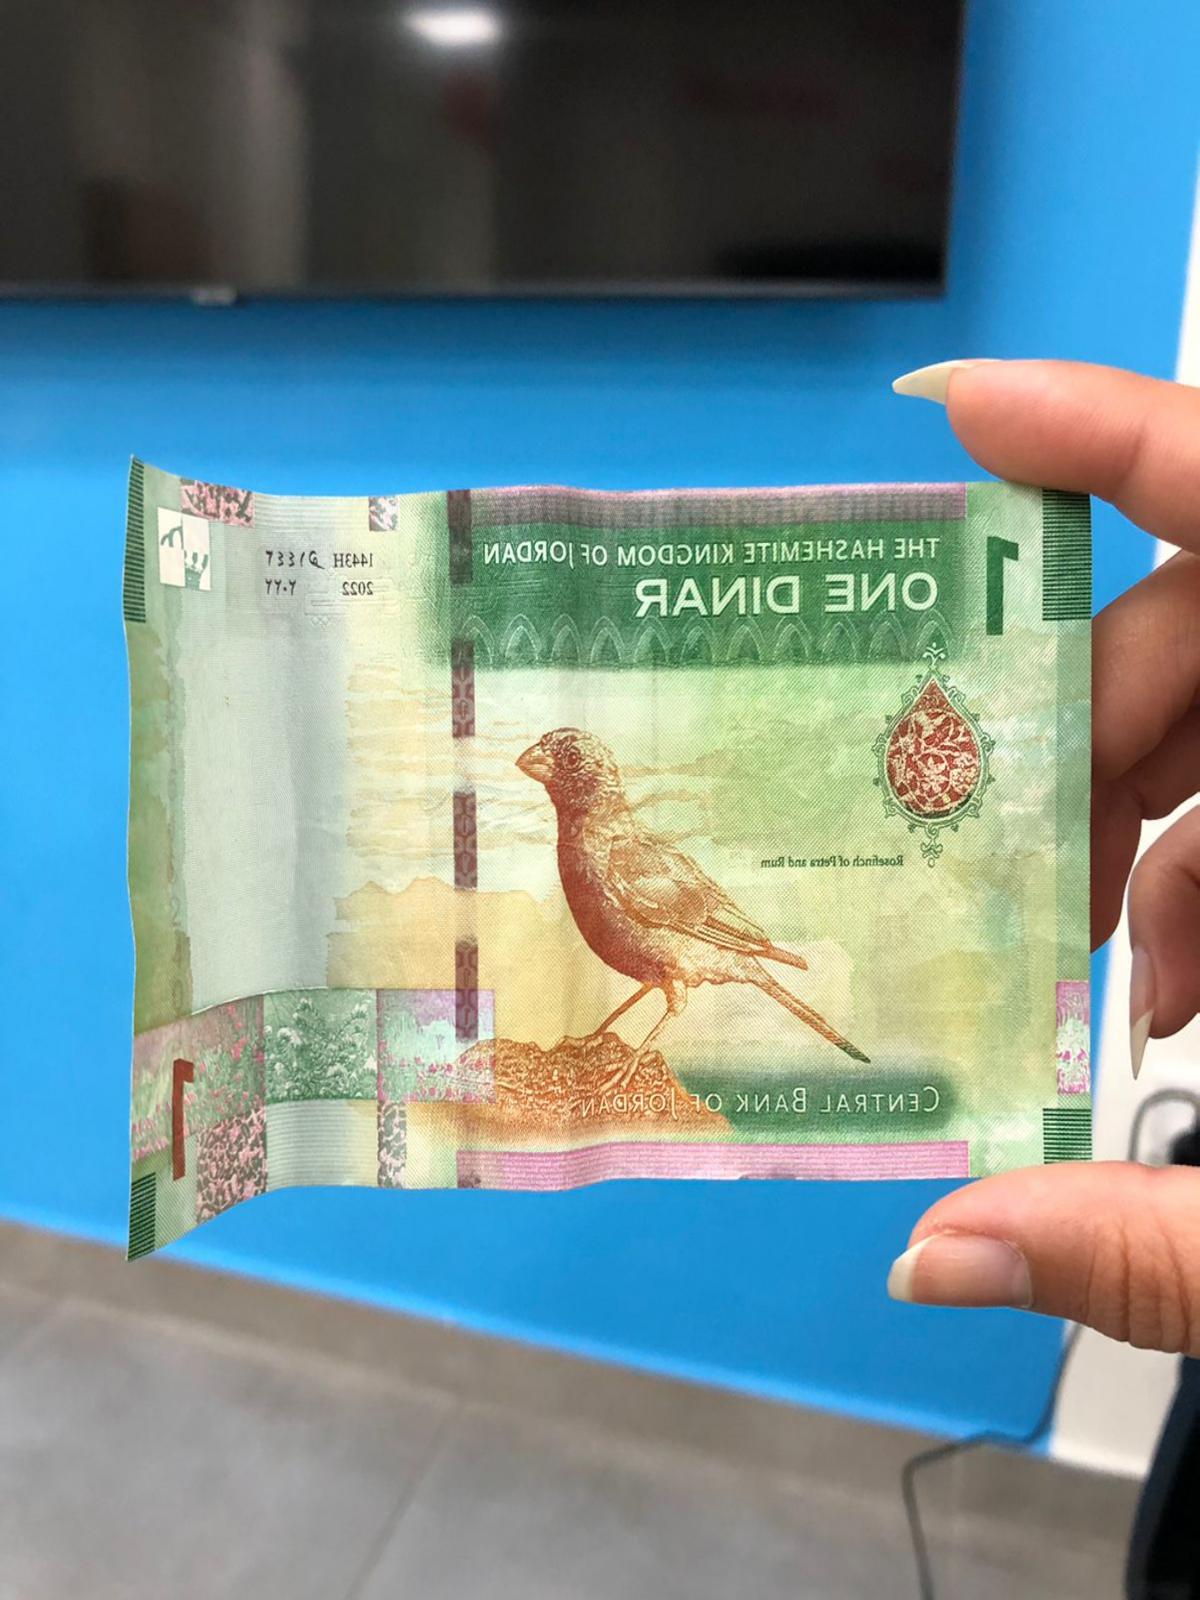 THE HASHEMITE KINGDOM OF JORDAN
ONE DINAR
1
1443H ١٤٤٣هـ
2022 ٢٠٢٢
Rosefinch of Petra and Rum
CENTRAL BANK OF JORDAN
1